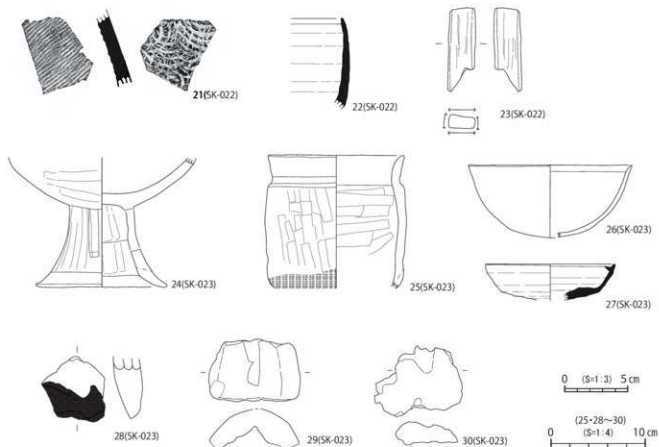 21(SK-022)
22(SK-022)
23(SK-022)
24(SK-023)
25(SK-023)
26(SK-023)
27(SK-023)
28(SK-023)
29(SK-023)
30(SK-023)
0 (S=1:3) 5 cm
(25・28〜30)
0 (S=1:4) 10 cm